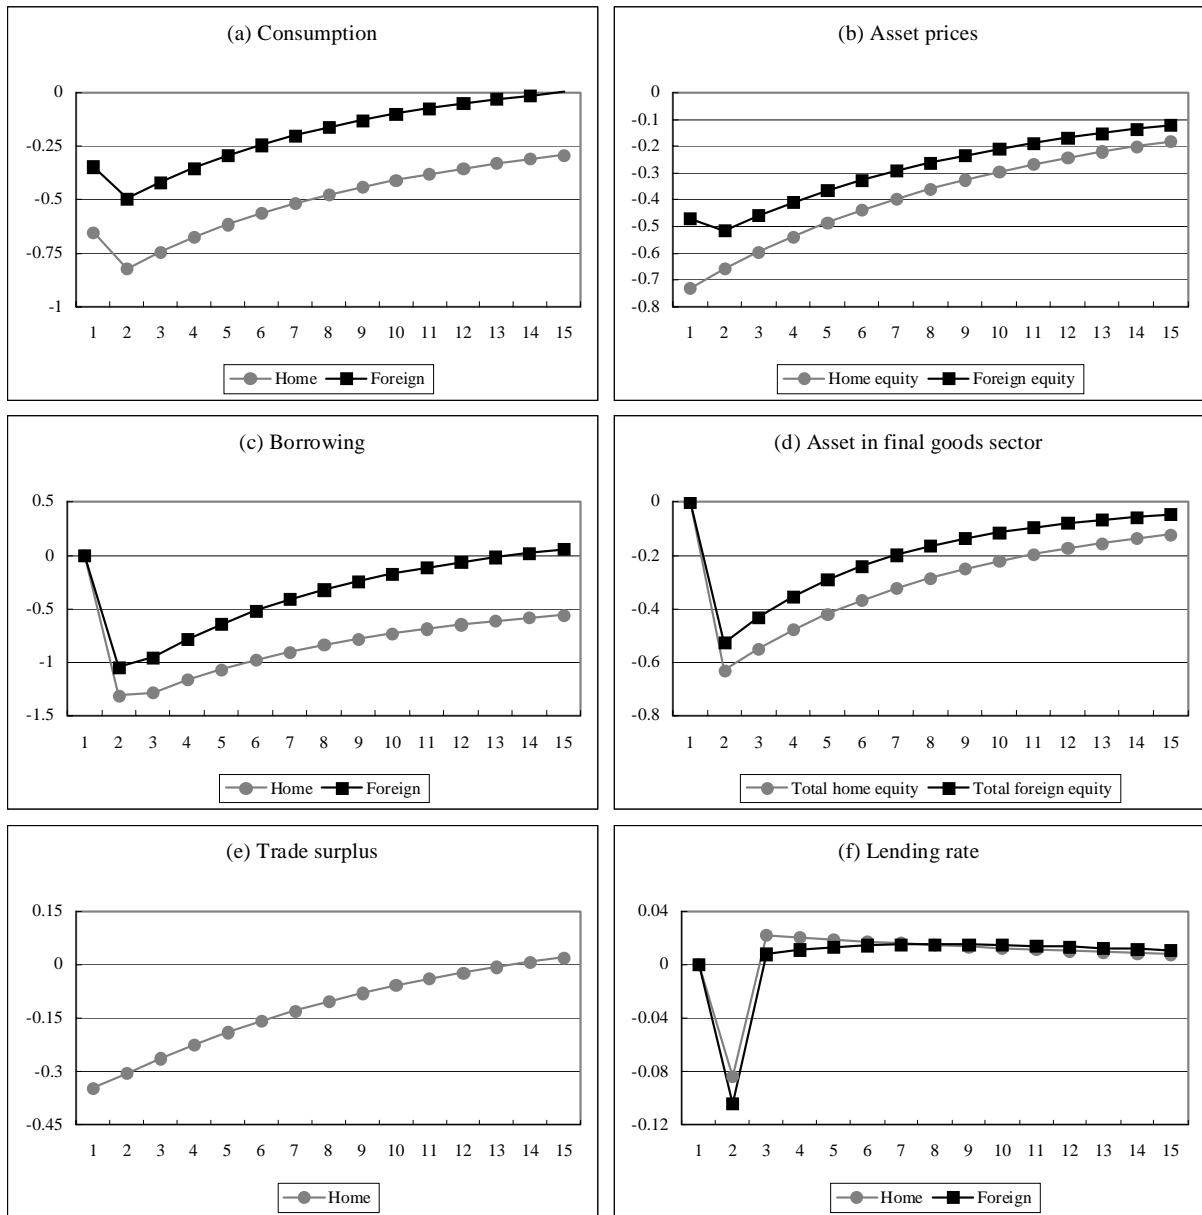 (a) Consumption
0
-0.25
-0.5
-0.75
-1
1 2 3 4 5 6 7 8 9 10 11 12 13 14 15
Home Foreign
(b) Asset prices
0
-0.1
-0.2
-0.3
-0.4
-0.5
-0.6
-0.7
-0.8
1 2 3 4 5 6 7 8 9 10 11 12 13 14 15
Home equity Foreign equity
(c) Borrowing
0.5
0
-0.5
-1
-1.5
1 2 3 4 5 6 7 8 9 10 11 12 13 14 15
Home Foreign
(d) Asset in final goods sector
0
-0.2
-0.4
-0.6
-0.8
1 2 3 4 5 6 7 8 9 10 11 12 13 14 15
Total home equity Total foreign equity
(e) Trade surplus
0.15
0
-0.15
-0.3
-0.45
1 2 3 4 5 6 7 8 9 10 11 12 13 14 15
Home
(f) Lending rate
0.04
0
-0.04
-0.08
-0.12
1 2 3 4 5 6 7 8 9 10 11 12 13 14 15
Home Foreign